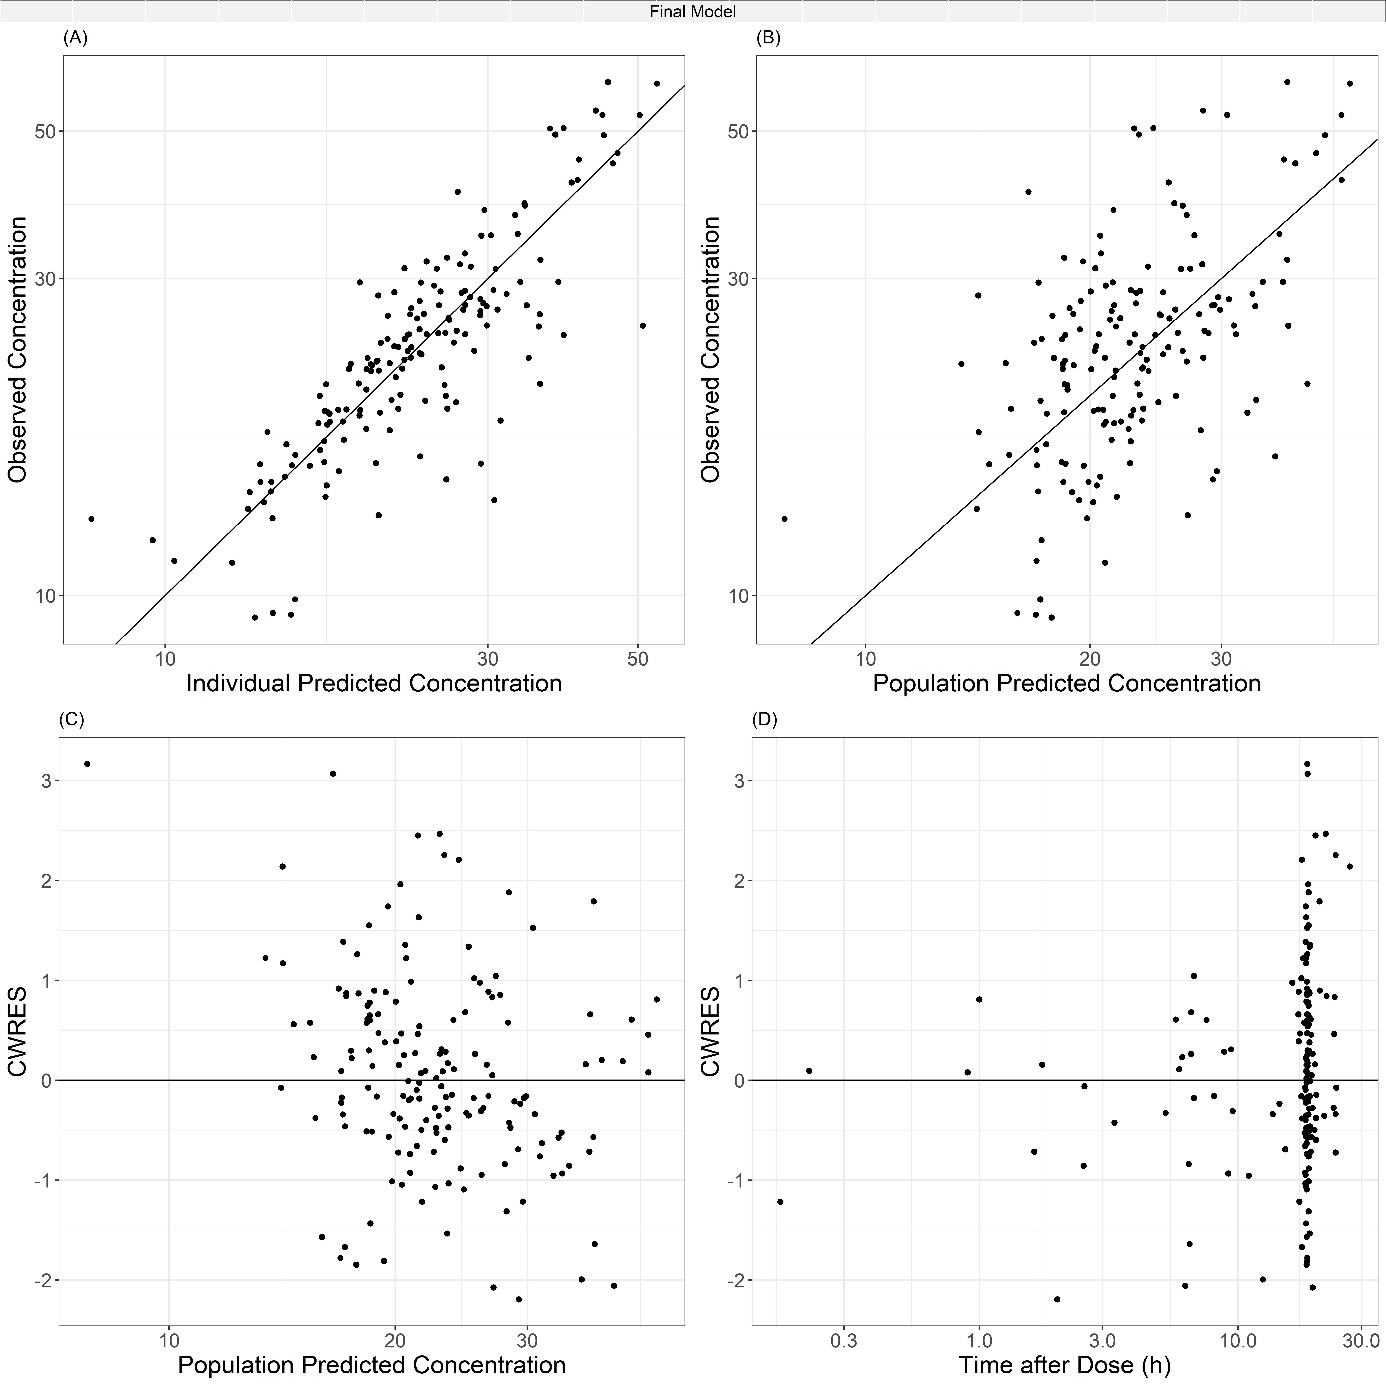 Final Model
(A)
(B)
Observed Concentration
50
30
10
10
30
50
Individual Predicted Concentration
Observed Concentration
50
30
10
10
20
30
Population Predicted Concentration
(C)
(D)
CWRES
3
2
1
0
-1
-2
10
20
30
Population Predicted Concentration
CWRES
3
2
1
0
-1
-2
0.3
1.0
3.0
10.0
30.0
Time after Dose (h)